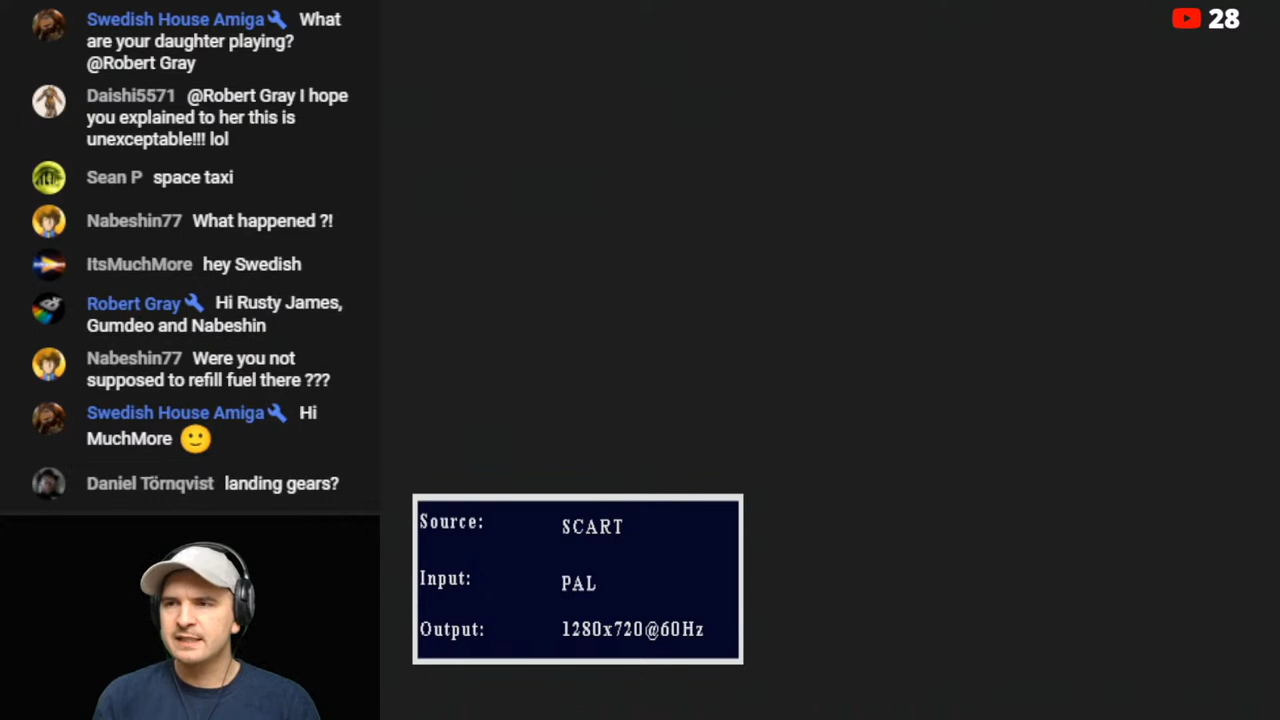 Swedish House Amiga What
are your daughter playing?
@Robert Gray
Daishi5571 @Robert Gray I hope
you explained to her this is
unexceptable!!! lol
Sean P space taxi
Nabeshin77 What happened ?!
ItsMuchMore hey Swedish
Robert Gray Hi Rusty James,
Gumdeo and Nabeshin
Nabeshin77 Were you not
supposed to refill fuel there ???
Swedish House Amiga Hi
MuchMore 🙂
Daniel Törnqvist landing gears?
28
Source: SCART
Input: PAL
Output: 1280x720@60Hz